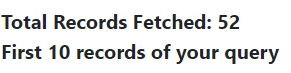 Total Records Fetched: 52
First 10 records of your query